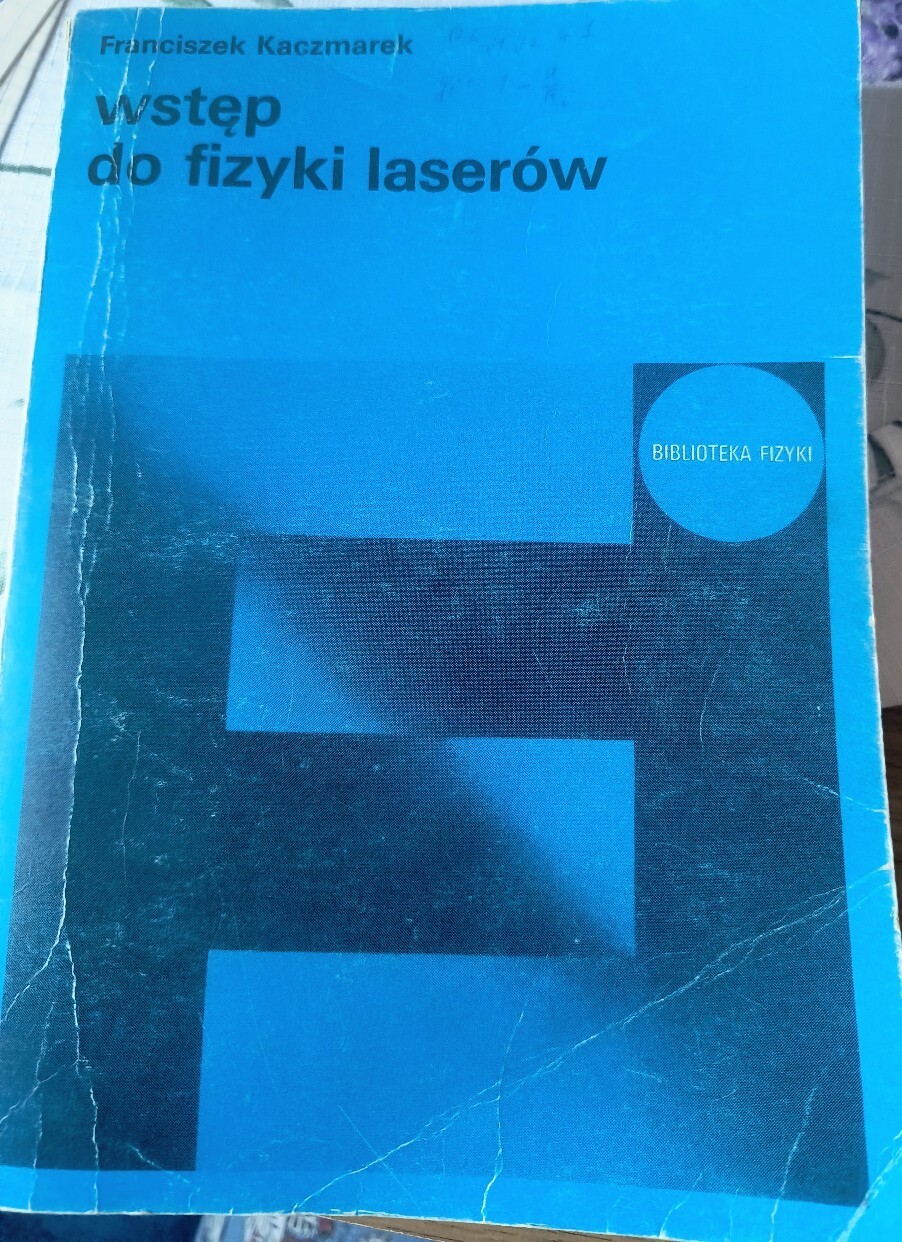 Franciszek Kaczmarek
wstęp
do fizyki laserów
BIBLIOTEKA FIZYKI